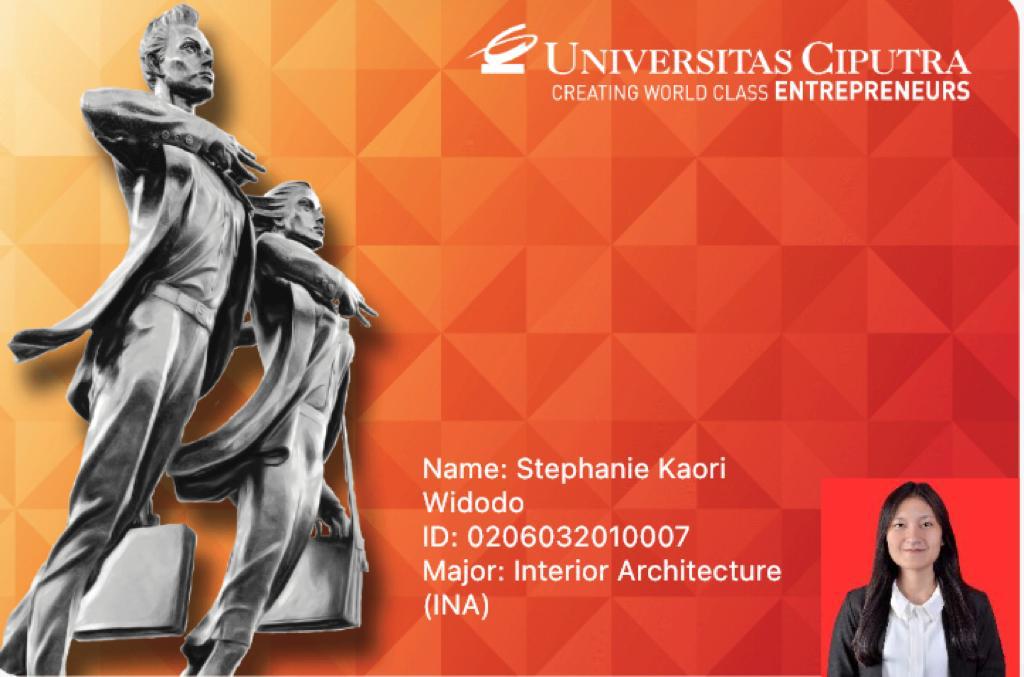 UNIVERSITAS CIPUTRA
CREATING WORLD CLASS ENTREPRENEURS
Name: Stephanie Kaori
Widodo
ID: 0206032010007
Major: Interior Architecture
(INA)